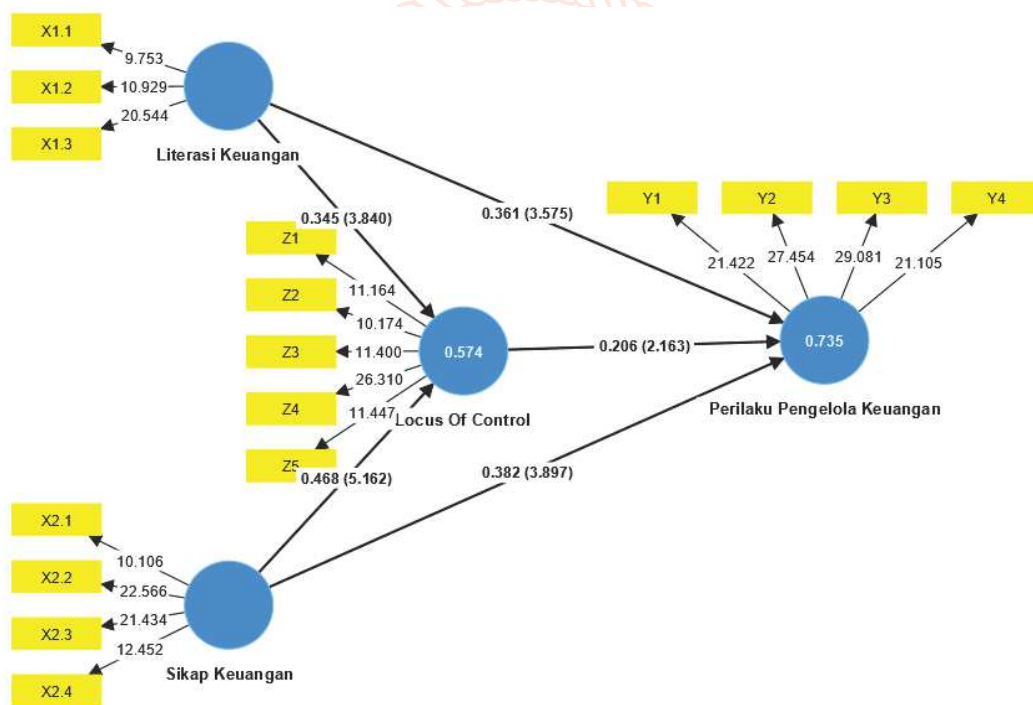 X1.1
9.753
X1.2
10.929
X1.3
20.544
Literasi Keuangan
0.345 (3.840)
0.361 (3.575)
Y1
Y2
Y3
Y4
21.422
27.454
29.081
21.105
Z1
11.164
Z2
10.174
Z3
11.400
0.574
0.206 (2.163)
0.735
Z4
26.310
11.447
Locus Of Control
Perilaku Pengelola Keuangan
Z5
0.468 (5.162)
0.382 (3.897)
X2.1
10.106
X2.2
22.566
X2.3
21.434
12.452
X2.4
Sikap Keuangan